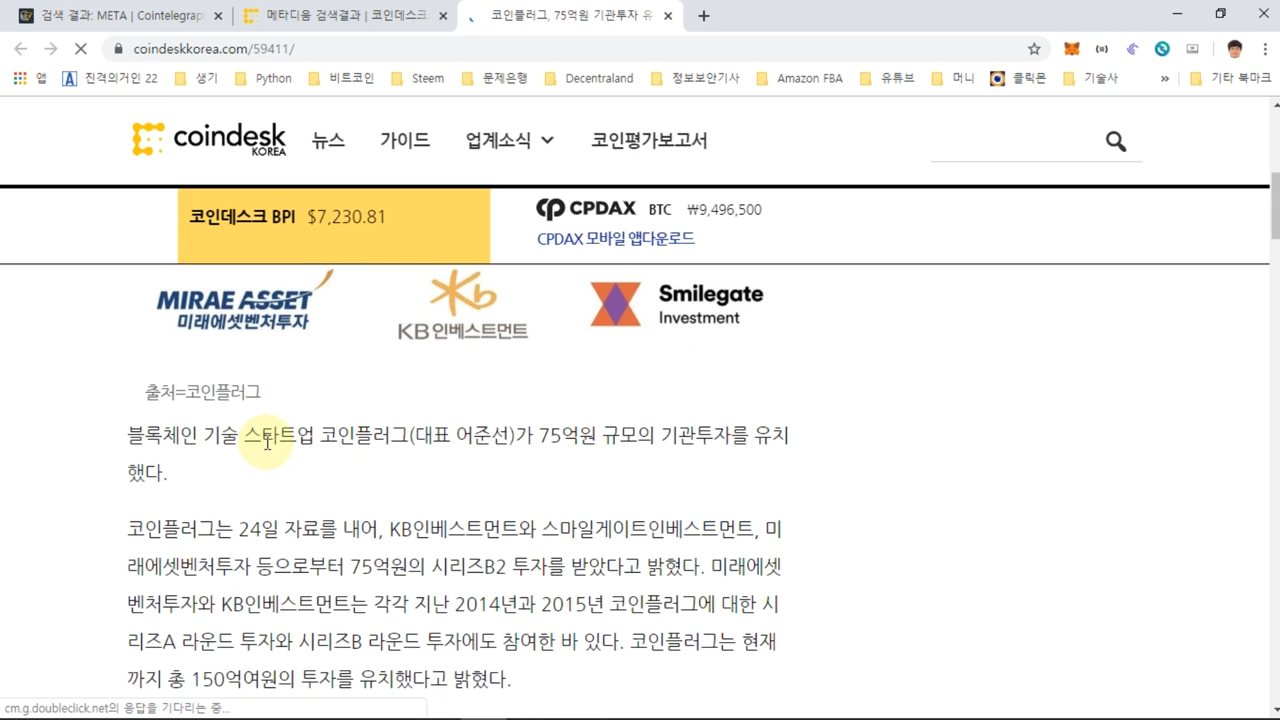 검색 결과: META | Cointelegrap
메타디움 검색결과 | 코인데스크
코인플러그, 75억원 기관투자 유
coindeskkorea.com/59411/
앱 진격의거인 22 생기 Python 비트코인 Steem 문제은행 Decentraland 정보보안기사 Amazon FBA 유튜브 머니 클릭몬 기술사 » 기타 북마크
coindesk KOREA 뉴스 가이드 업계소식 코인평가보고서
코인데스크 BPI $7,230.81
CPDAX BTC ₩9,496,500
CPDAX 모바일 앱다운로드
MIRAE ASSET
미래에셋벤처투자
Kb
KB인베스트먼트
Smilegate
Investment
출처=코인플러그
블록체인 기술 스타트업 코인플러그(대표 어준선)가 75억원 규모의 기관투자를 유치
했다.
코인플러그는 24일 자료를 내어, KB인베스트먼트와 스마일게이트인베스트먼트, 미
래에셋벤처투자 등으로부터 75억원의 시리즈B2 투자를 받았다고 밝혔다. 미래에셋
벤처투자와 KB인베스트먼트는 각각 지난 2014년과 2015년 코인플러그에 대한 시
리즈A 라운드 투자와 시리즈B 라운드 투자에도 참여한 바 있다. 코인플러그는 현재
까지 총 150억여원의 투자를 유치했다고 밝혔다.
cm.g.doubleclick.net의 응답을 기다리는 중...